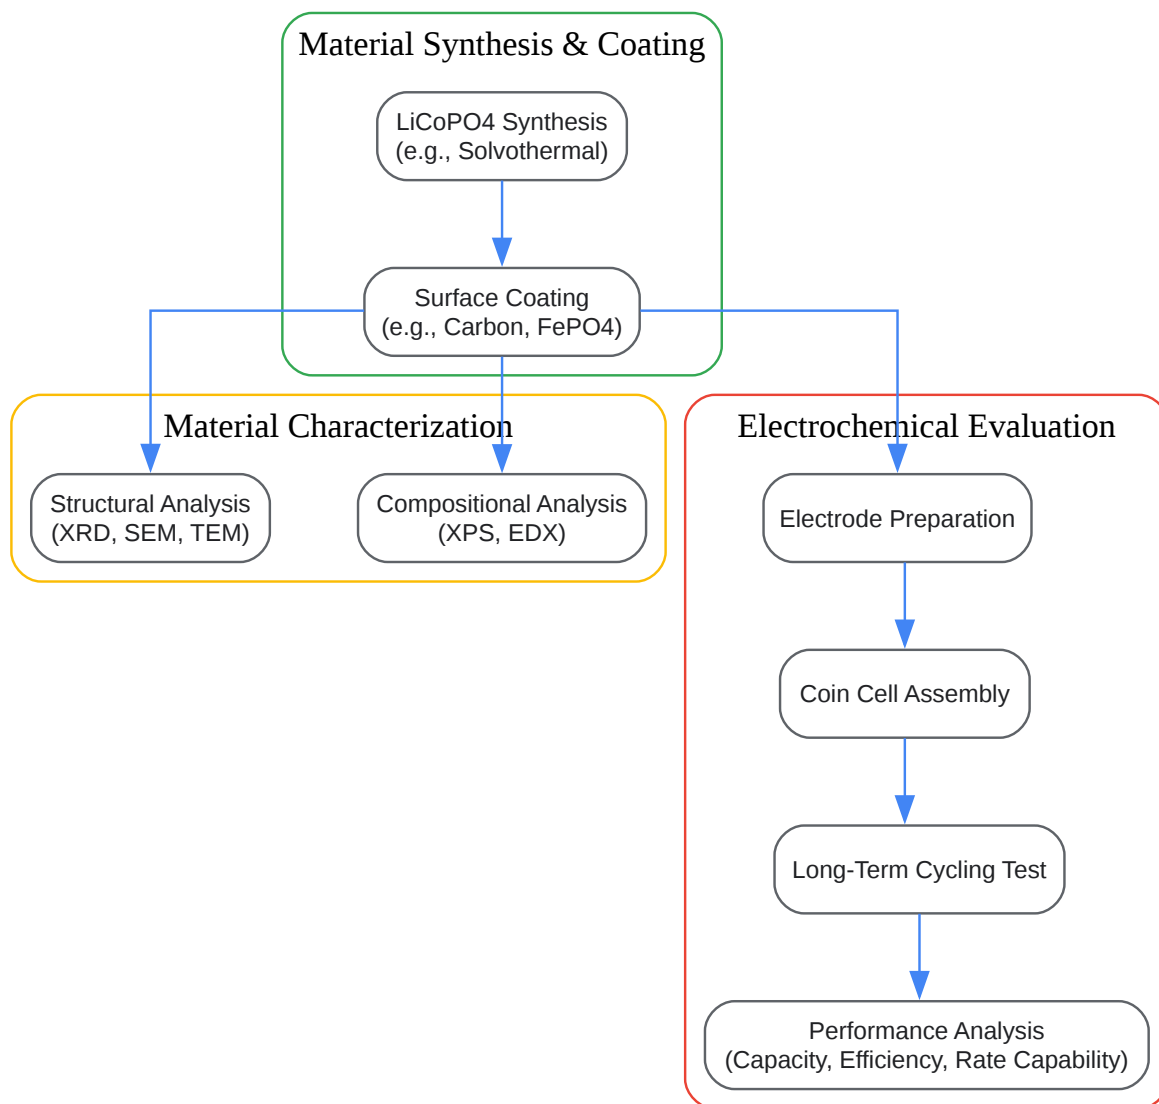 Material Synthesis & Coating
LiCoPO4 Synthesis
(e.g., Solvothermal)
Surface Coating
(e.g., Carbon, FePO4)
Material Characterization
Structural Analysis
(XRD, SEM, TEM)
Compositional Analysis
(XPS, EDX)
Electrochemical Evaluation
Electrode Preparation
Coin Cell Assembly
Long-Term Cycling Test
Performance Analysis
(Capacity, Efficiency, Rate Capability)